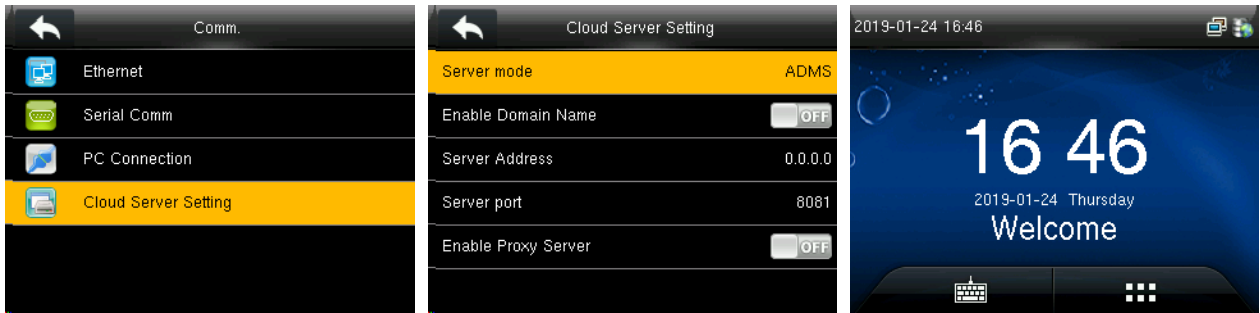 Comm.
Ethernet
Serial Comm
PC Connection
Cloud Server Setting
Cloud Server Setting
Server mode ADMS
Enable Domain Name OFF
Server Address 0.0.0.0
Server port 8081
Enable Proxy Server OFF
2019-01-24 16:46
16 46
2019-01-24 Thursday
Welcome